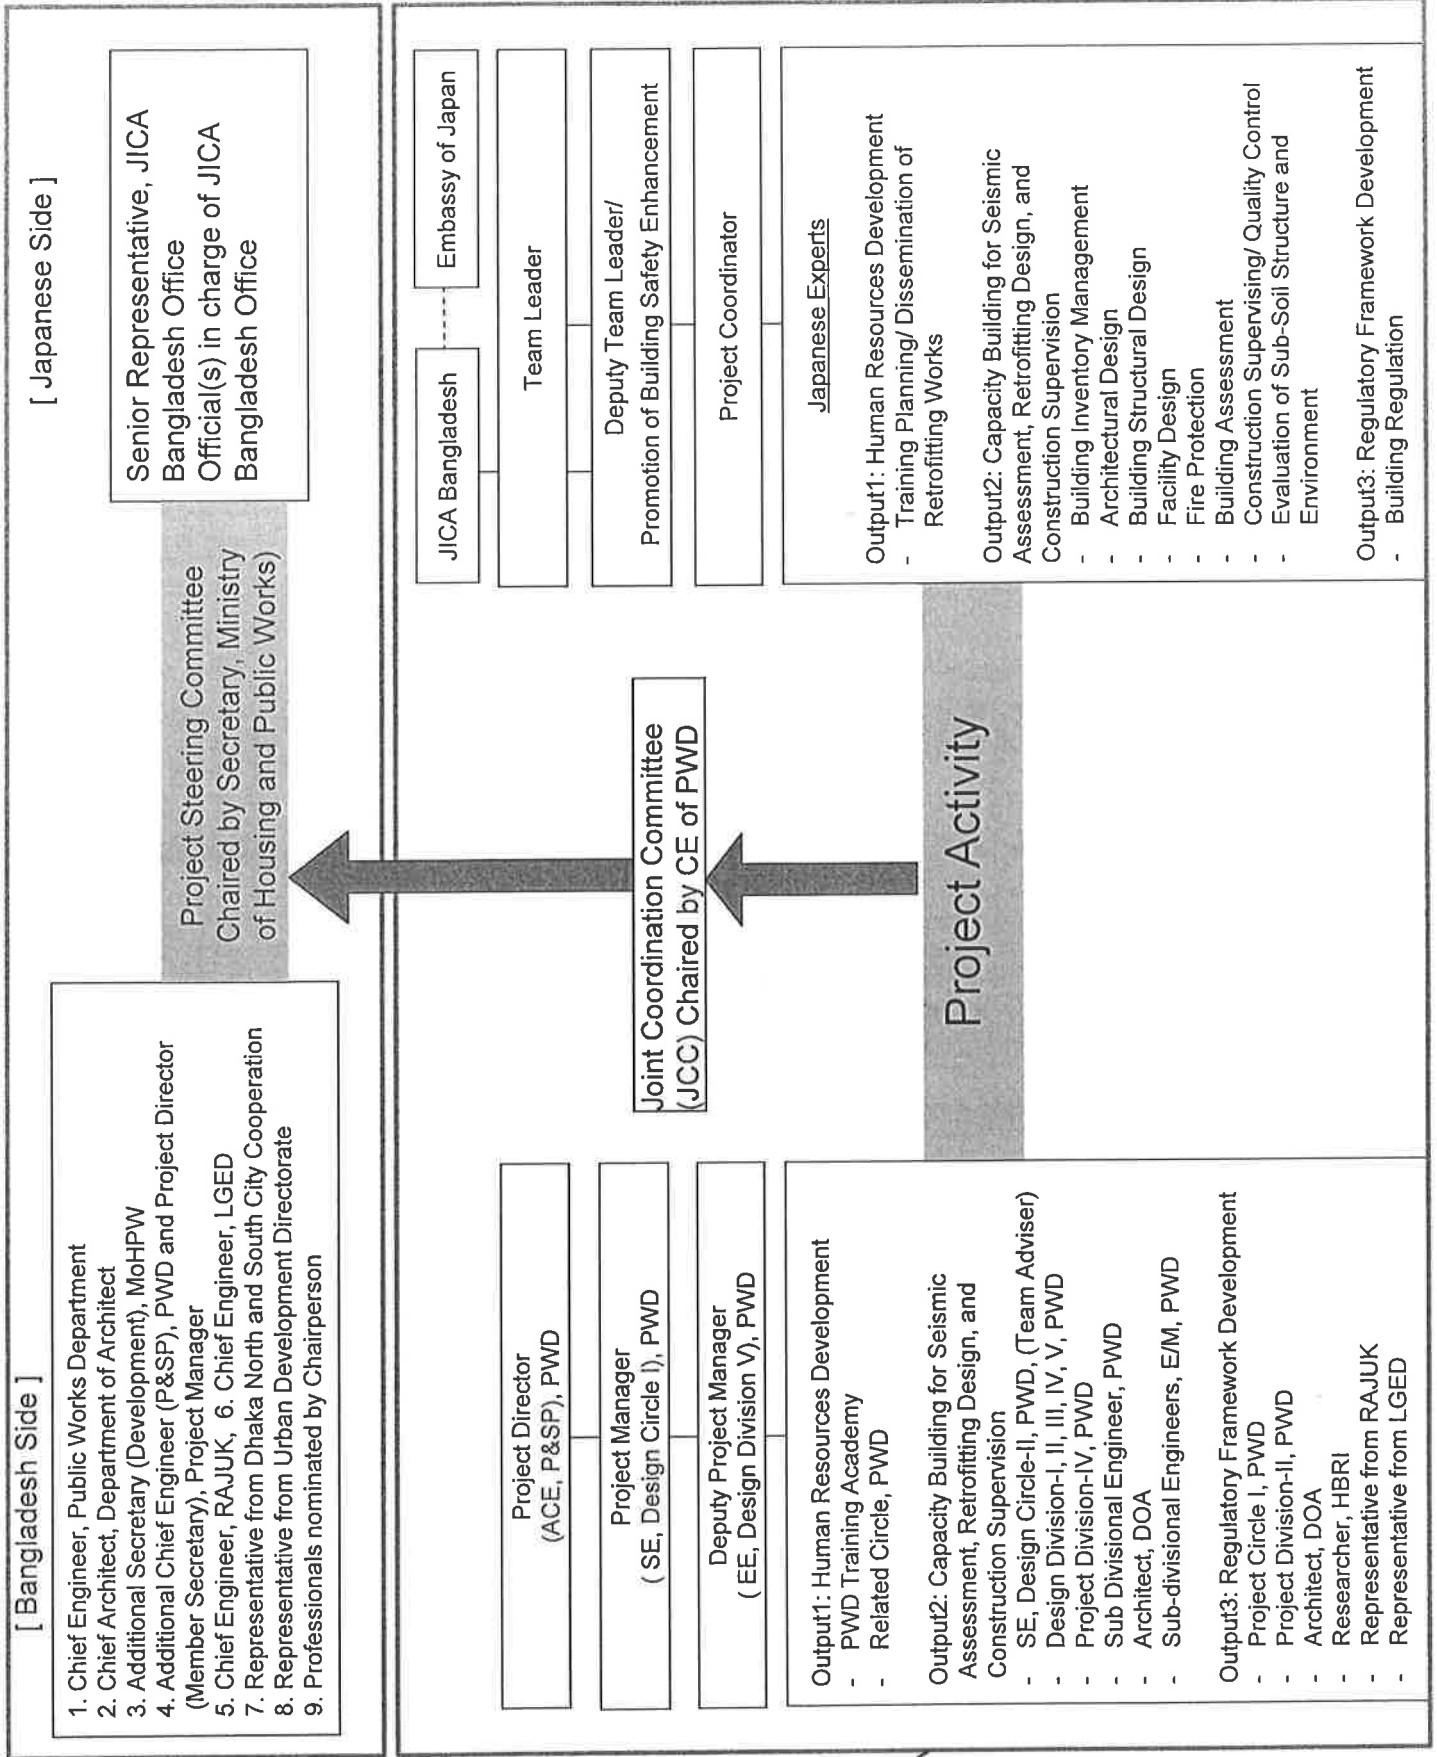 [ Bangladesh Side ]
[ Japanese Side ]
1. Chief Engineer, Public Works Department
2. Chief Architect, Department of Architect
3. Additional Secretary (Development), MoHPW
4. Additional Chief Engineer (P&SP), PWD and Project Director
(Member Secretary), Project Manager
5. Chief Engineer, RAJUK, 6. Chief Engineer, LGED
7. Representative from Dhaka North and South City Cooperation
8. Representative from Urban Development Directorate
9. Professionals nominated by Chairperson
Project Steering Committee
Chaired by Secretary, Ministry
of Housing and Public Works)
Senior Representative, JICA
Bangladesh Office
Official(s) in charge of JICA
Bangladesh Office
Project Director
(ACE, P&SP), PWD
Project Manager
( SE, Design Circle I), PWD
Deputy Project Manager
( EE, Design Division V), PWD
Output1: Human Resources Development
- PWD Training Academy
- Related Circle, PWD
Output2: Capacity Building for Seismic
Assessment, Retrofitting Design, and
Construction Supervision
- SE, Design Circle-II, PWD, (Team Adviser)
- Design Division-I, II, III, IV, V, PWD
- Project Division-IV, PWD
- Sub Divisional Engineer, PWD
- Architect, DOA
- Sub-divisional Engineers, E/M, PWD
Output3: Regulatory Framework Development
- Project Circle I, PWD
- Project Division-II, PWD
- Architect, DOA
- Researcher, HBRI
- Representative from RAJUK
- Representative from LGED
Joint Coordination Committee
(JCC) Chaired by CE of PWD
Project Activity
JICA Bangladesh
Embassy of Japan
Team Leader
Deputy Team Leader/
Promotion of Building Safety Enhancement
Project Coordinator
Japanese Experts
Output1: Human Resources Development
- Training Planning/ Dissemination of
Retrofitting Works
Output2: Capacity Building for Seismic
Assessment, Retrofitting Design, and
Construction Supervision
- Building Inventory Management
- Architectural Design
- Building Structural Design
- Facility Design
- Fire Protection
- Building Assessment
- Construction Supervising/ Quality Control
- Evaluation of Sub-Soil Structure and
Environment
Output3: Regulatory Framework Development
- Building Regulation